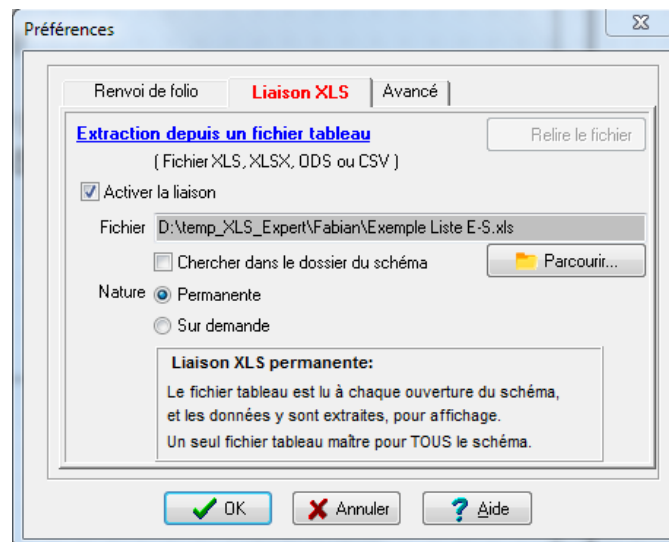 Préférences
Renvoi de folio
Liaison XLS
Avancé
Extraction depuis un fichier tableau
Relire le fichier
( Fichier XLS, XLSX, ODS ou CSV )
Activer la liaison
Fichier
D:\temp_XLS_Expert\Fabian\Exemple Liste E-S.xls
Chercher dans le dossier du schéma
Parcourir...
Nature
Permanente
Sur demande
Liaison XLS permanente:
Le fichier tableau est lu à chaque ouverture du schéma,
et les données y sont extraites, pour affichage.
Un seul fichier tableau maître pour TOUS le schéma.
OK
Annuler
Aide